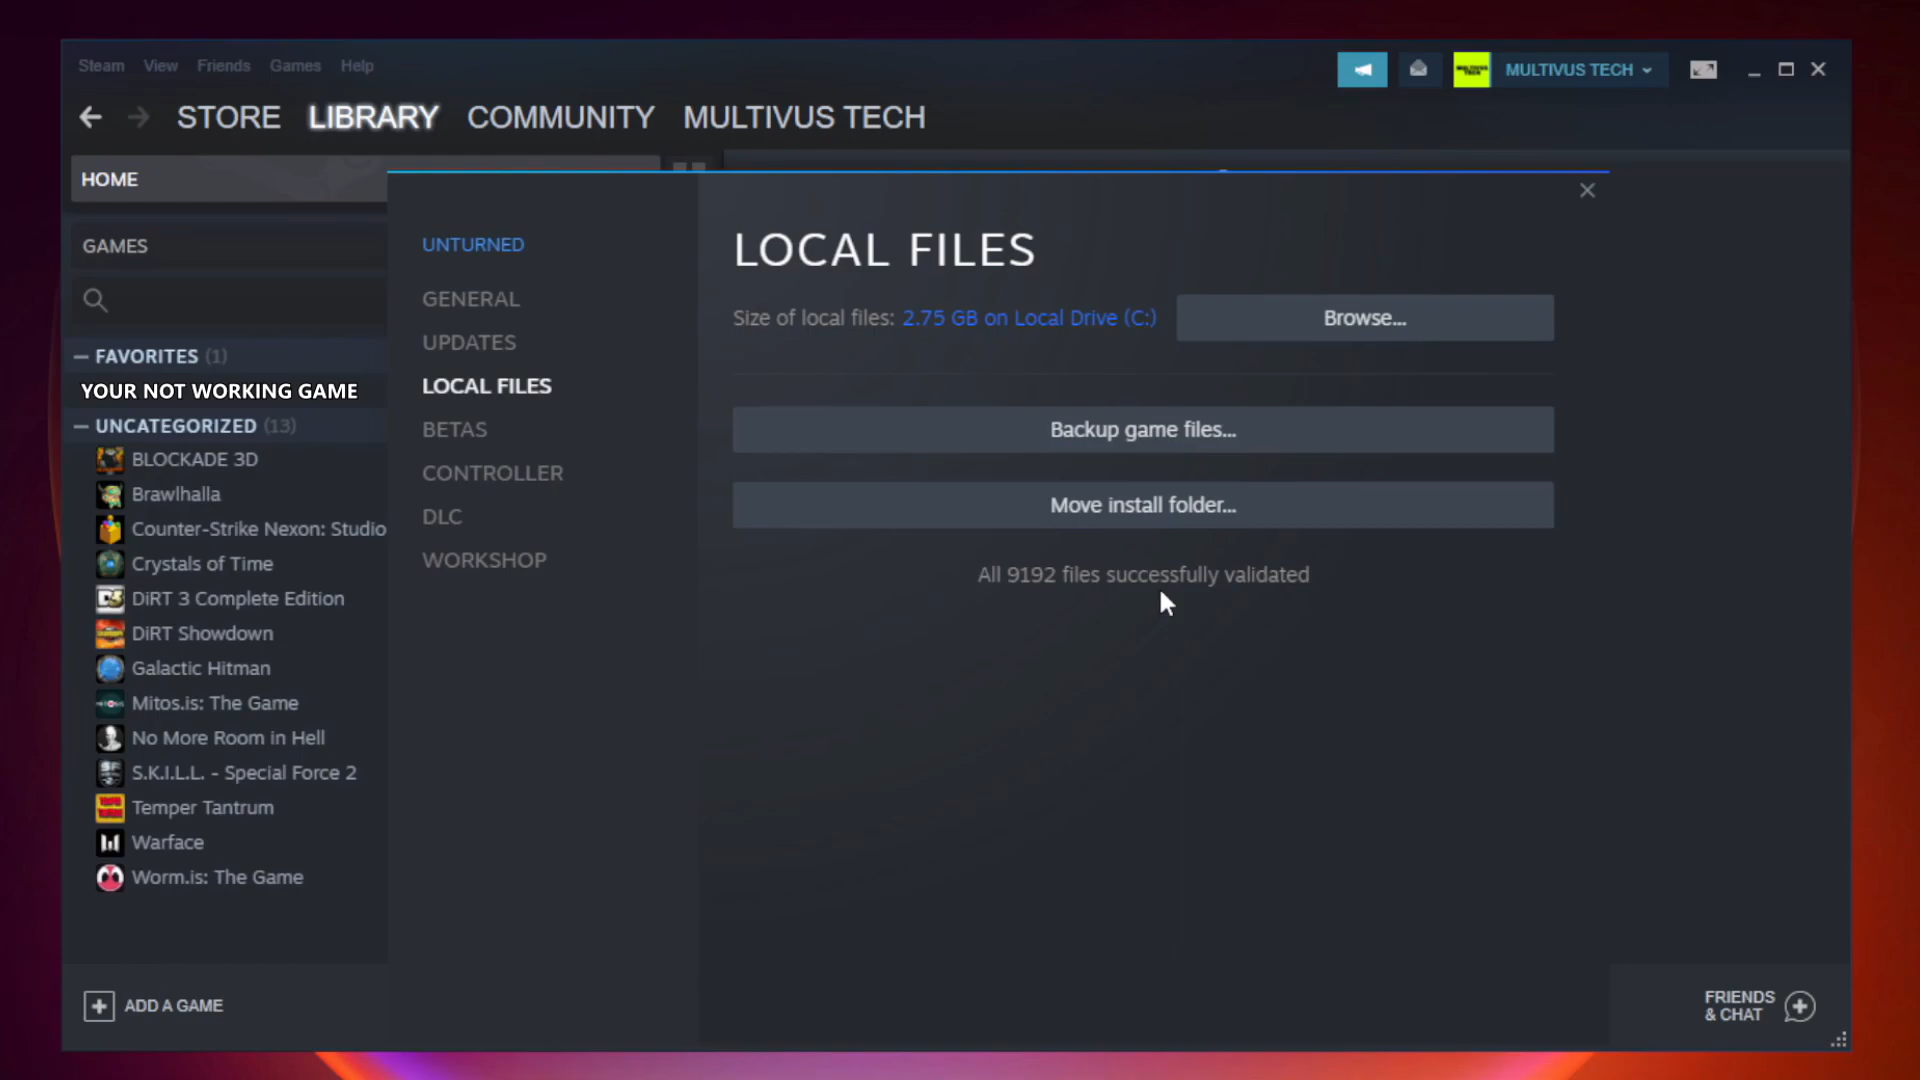 Steam View Friends Games Help
MULTIVUS TECH
STORE LIBRARY COMMUNITY MULTIVUS TECH
HOME
GAMES
— FAVORITES (1)
YOUR NOT WORKING GAME
— UNCATEGORIZED (13)
BLOCKADE 3D
Brawlhalla
Counter-Strike Nexon: Studio
Crystals of Time
DiRT 3 Complete Edition
DiRT Showdown
Galactic Hitman
Mitos.is: The Game
No More Room in Hell
S.K.I.L.L. - Special Force 2
Temper Tantrum
Warface
Worm.is: The Game
ADD A GAME
UNTURNED
GENERAL
UPDATES
LOCAL FILES
BETAS
CONTROLLER
DLC
WORKSHOP
LOCAL FILES
Size of local files: 2.75 GB on Local Drive (C:)
Browse...
Backup game files...
Move install folder...
All 9192 files successfully validated
FRIENDS
& CHAT